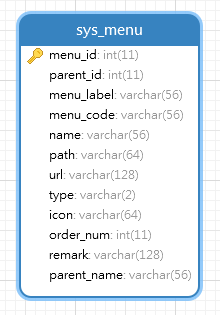 sys_menu
menu_id: int(11)
parent_id: int(11)
menu_label: varchar(56)
menu_code: varchar(56)
name: varchar(56)
path: varchar(64)
url: varchar(128)
type: varchar(2)
icon: varchar(64)
order_num: int(11)
remark: varchar(128)
parent_name: varchar(56)